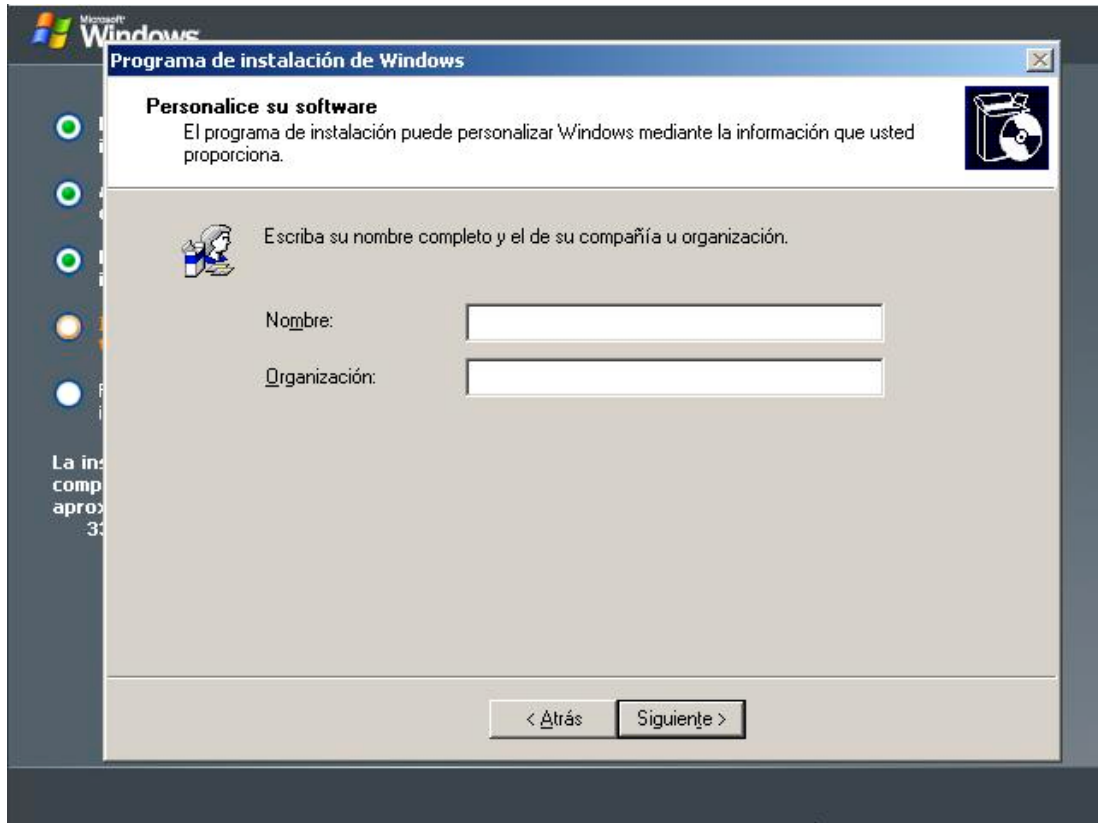 Microsoft
Windows
Programa de instalación de Windows
Personalice su software
El programa de instalación puede personalizar Windows mediante la información que usted
proporciona.
Escriba su nombre completo y el de su compañía u organización.
Nombre:
Organización:
La
< Atrás
Siguiente >